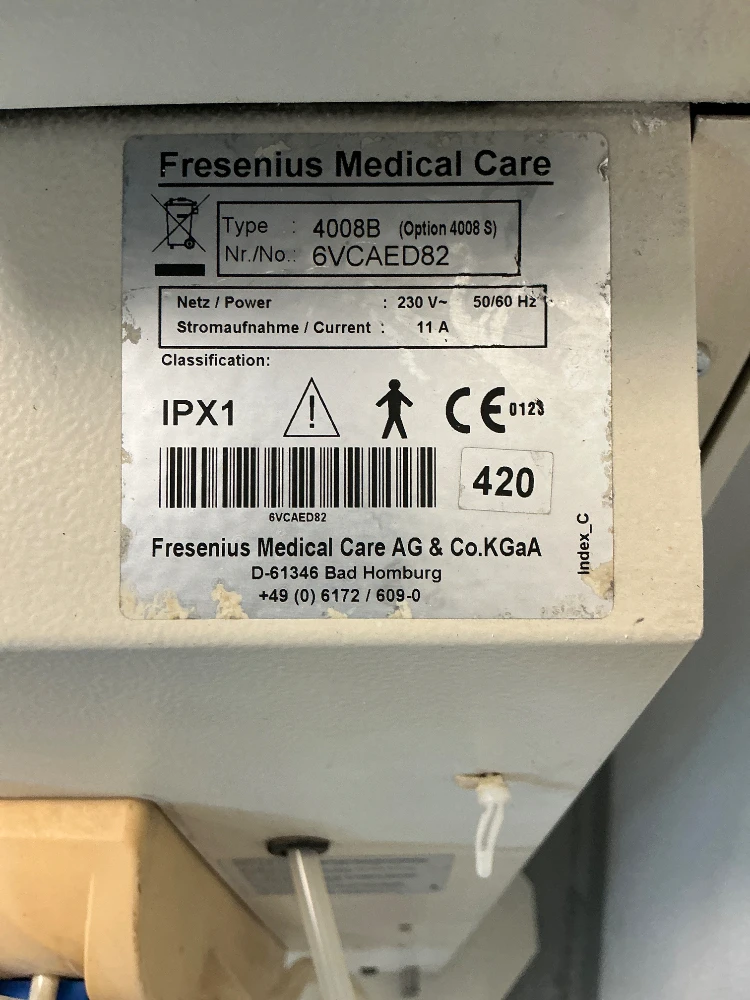 Fresenius Medical Care
Type : 4008B (Option 4008 S)
Nr./No.: 6VCAED82
Netz / Power : 230 V~ 50/60 Hz
Stromaufnahme / Current : 11 A
Classification:
IPX1 ! CE 0123
6VCAED82
420
Index_C
Fresenius Medical Care AG & Co.KGaA
D-61346 Bad Homburg
+49 (0) 6172 / 609-0